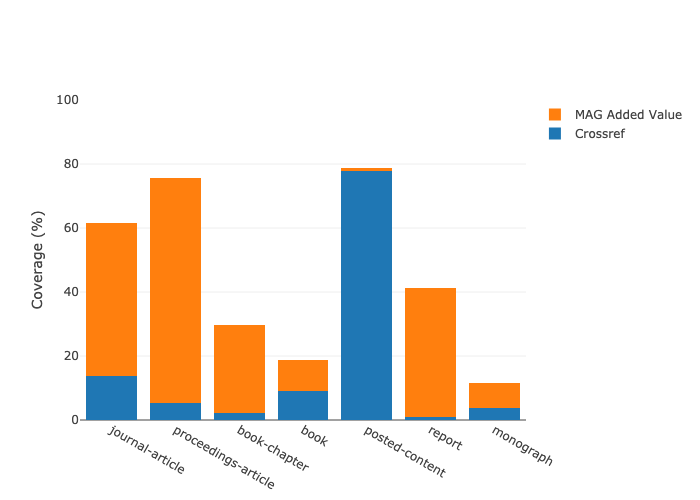 100
80
60
40
20
0
Coverage (%)
journal-article
proceedings-article
book-chapter
book
posted-content
report
monograph
MAG Added Value
Crossref